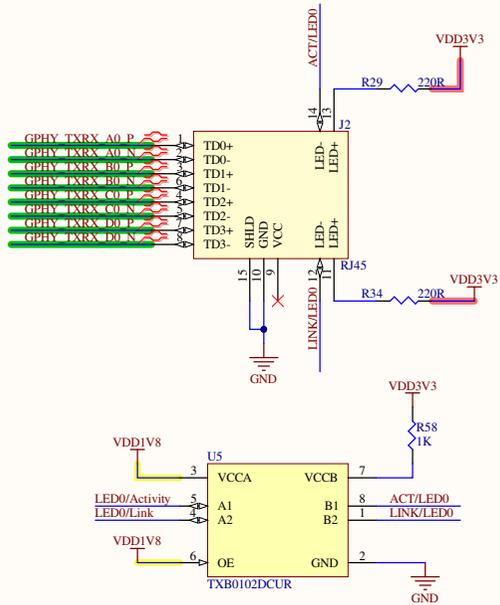 ACT/LED0
VDD3V3
R29 220R
14 13
J2
GPHY_TXRX_A0_P 1 TD0+
GPHY_TXRX_A0_N 2 TD0-
GPHY_TXRX_B0_P 3 TD1+
GPHY_TXRX_B0_N 6 TD1-
GPHY_TXRX_C0_P 4 TD2+
GPHY_TXRX_C0_N 5 TD2-
GPHY_TXRX_D0_P 7 TD3+
GPHY_TXRX_D0_N 8 TD3-
LED- LED+
SHLD GND VCC LED- LED+
RJ45
15 10 9 12 11
VDD3V3
R34 220R
LINK/LED0
GND
VDD3V3
R58
1K
VDD1V8
U5
3 VCCA VCCB 7
LED0/Activity 5 A1 B1 8 ACT/LED0
LED0/Link 4 A2 B2 1 LINK/LED0
VDD1V8
6 OE GND 2
TXB0102DCUR
GND